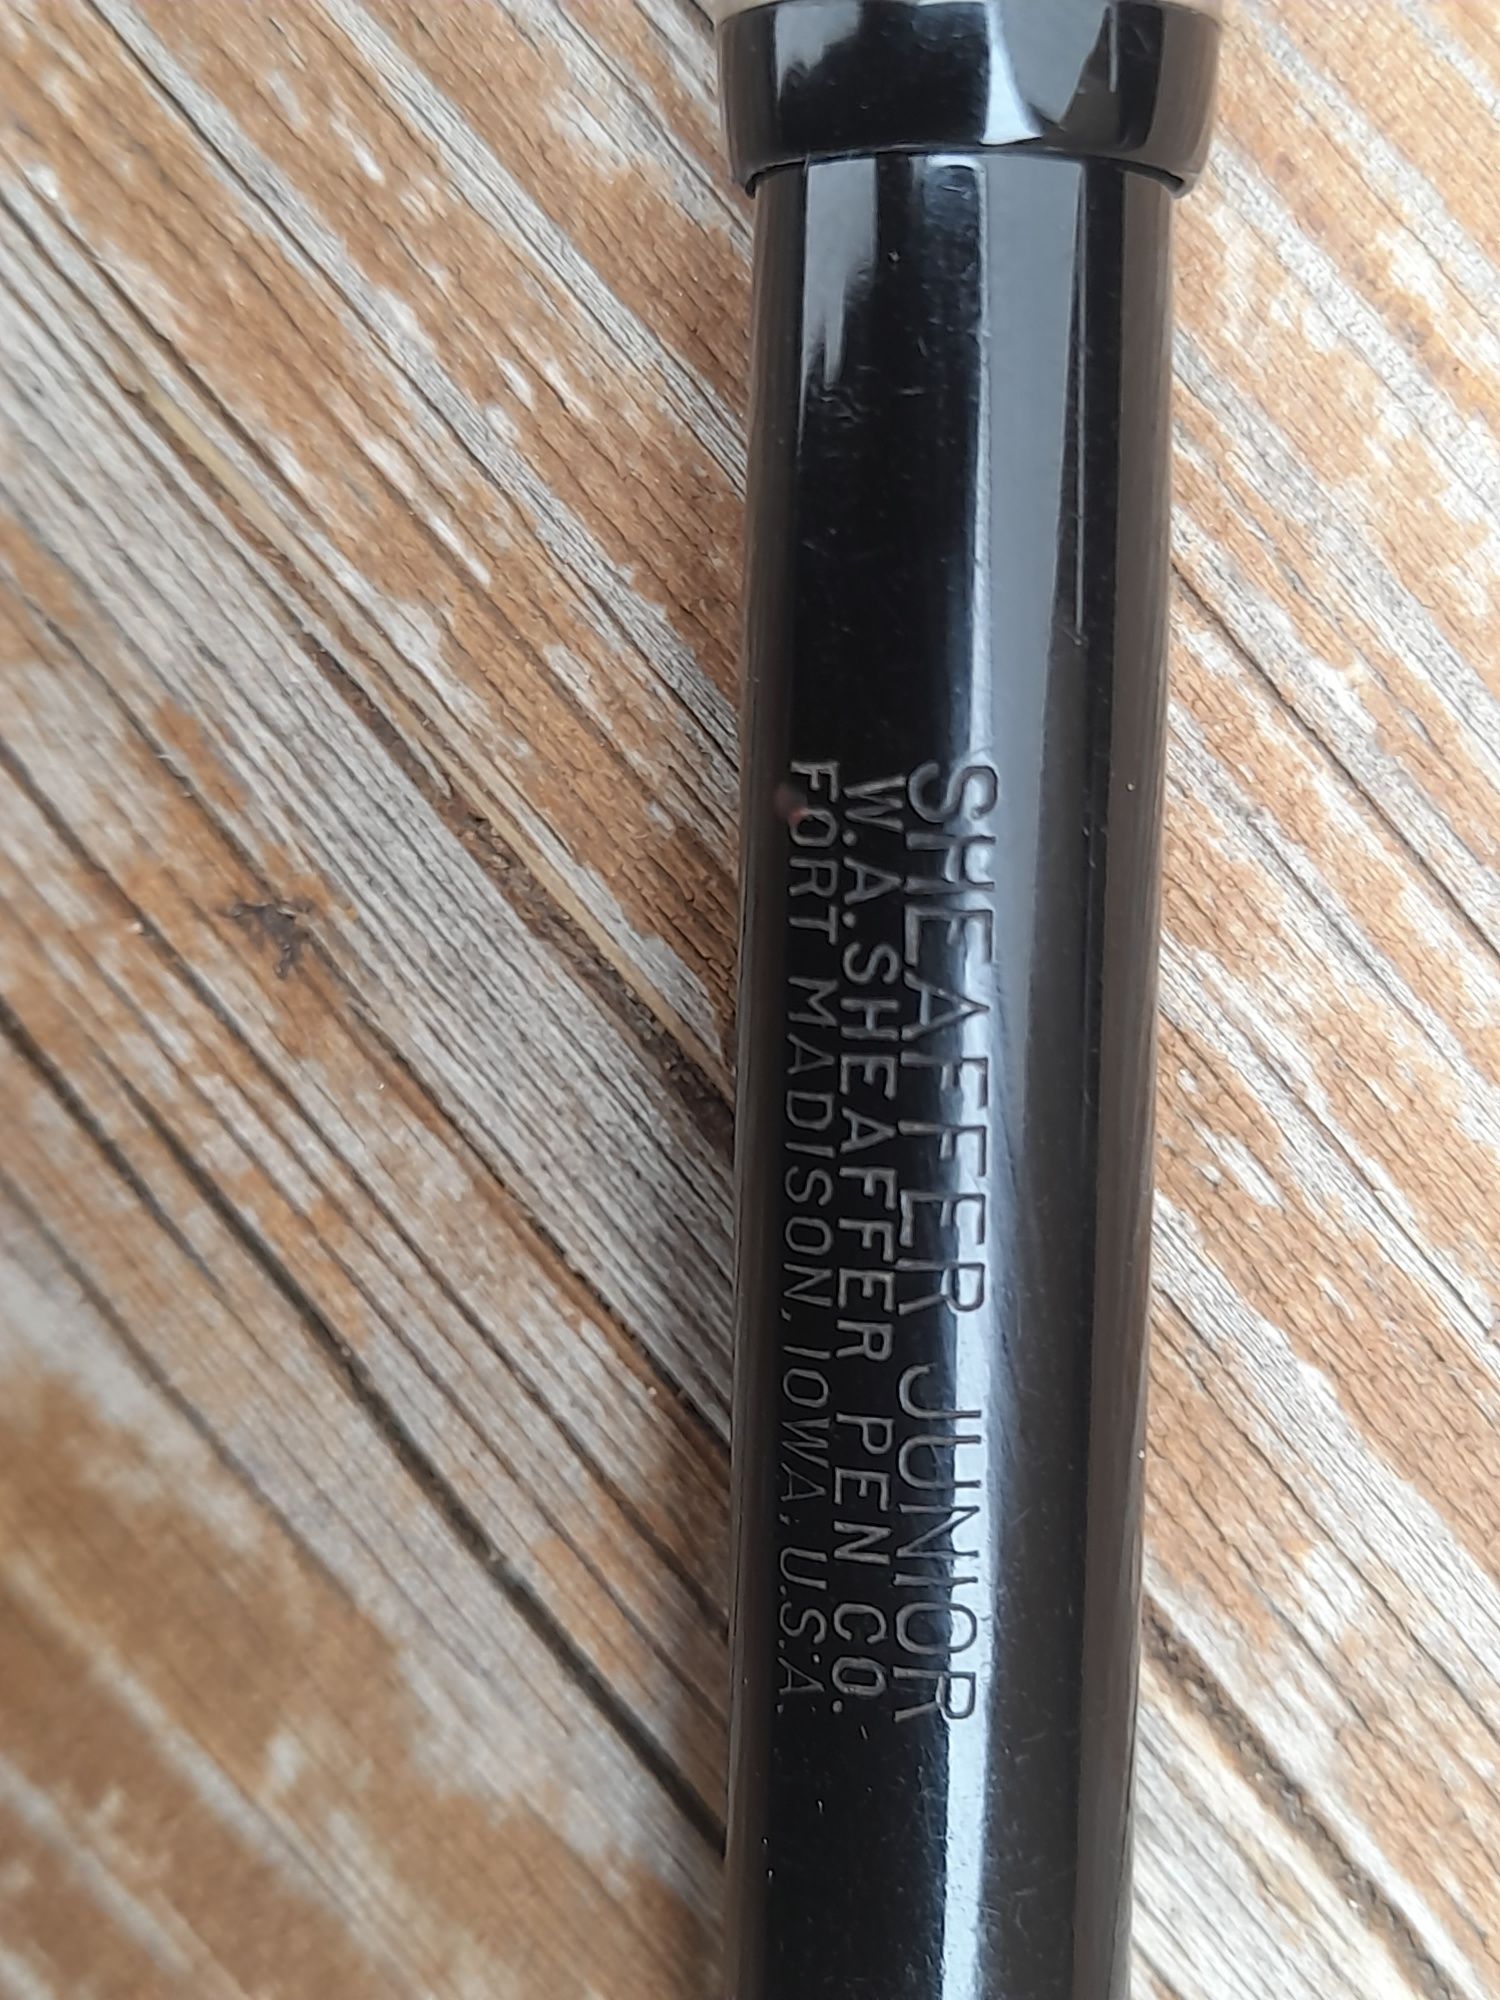 SHEAFFER JUNIOR
W.A.SHEAFFER PEN CO.
FORT MADISON, IOWA, U.S.A.